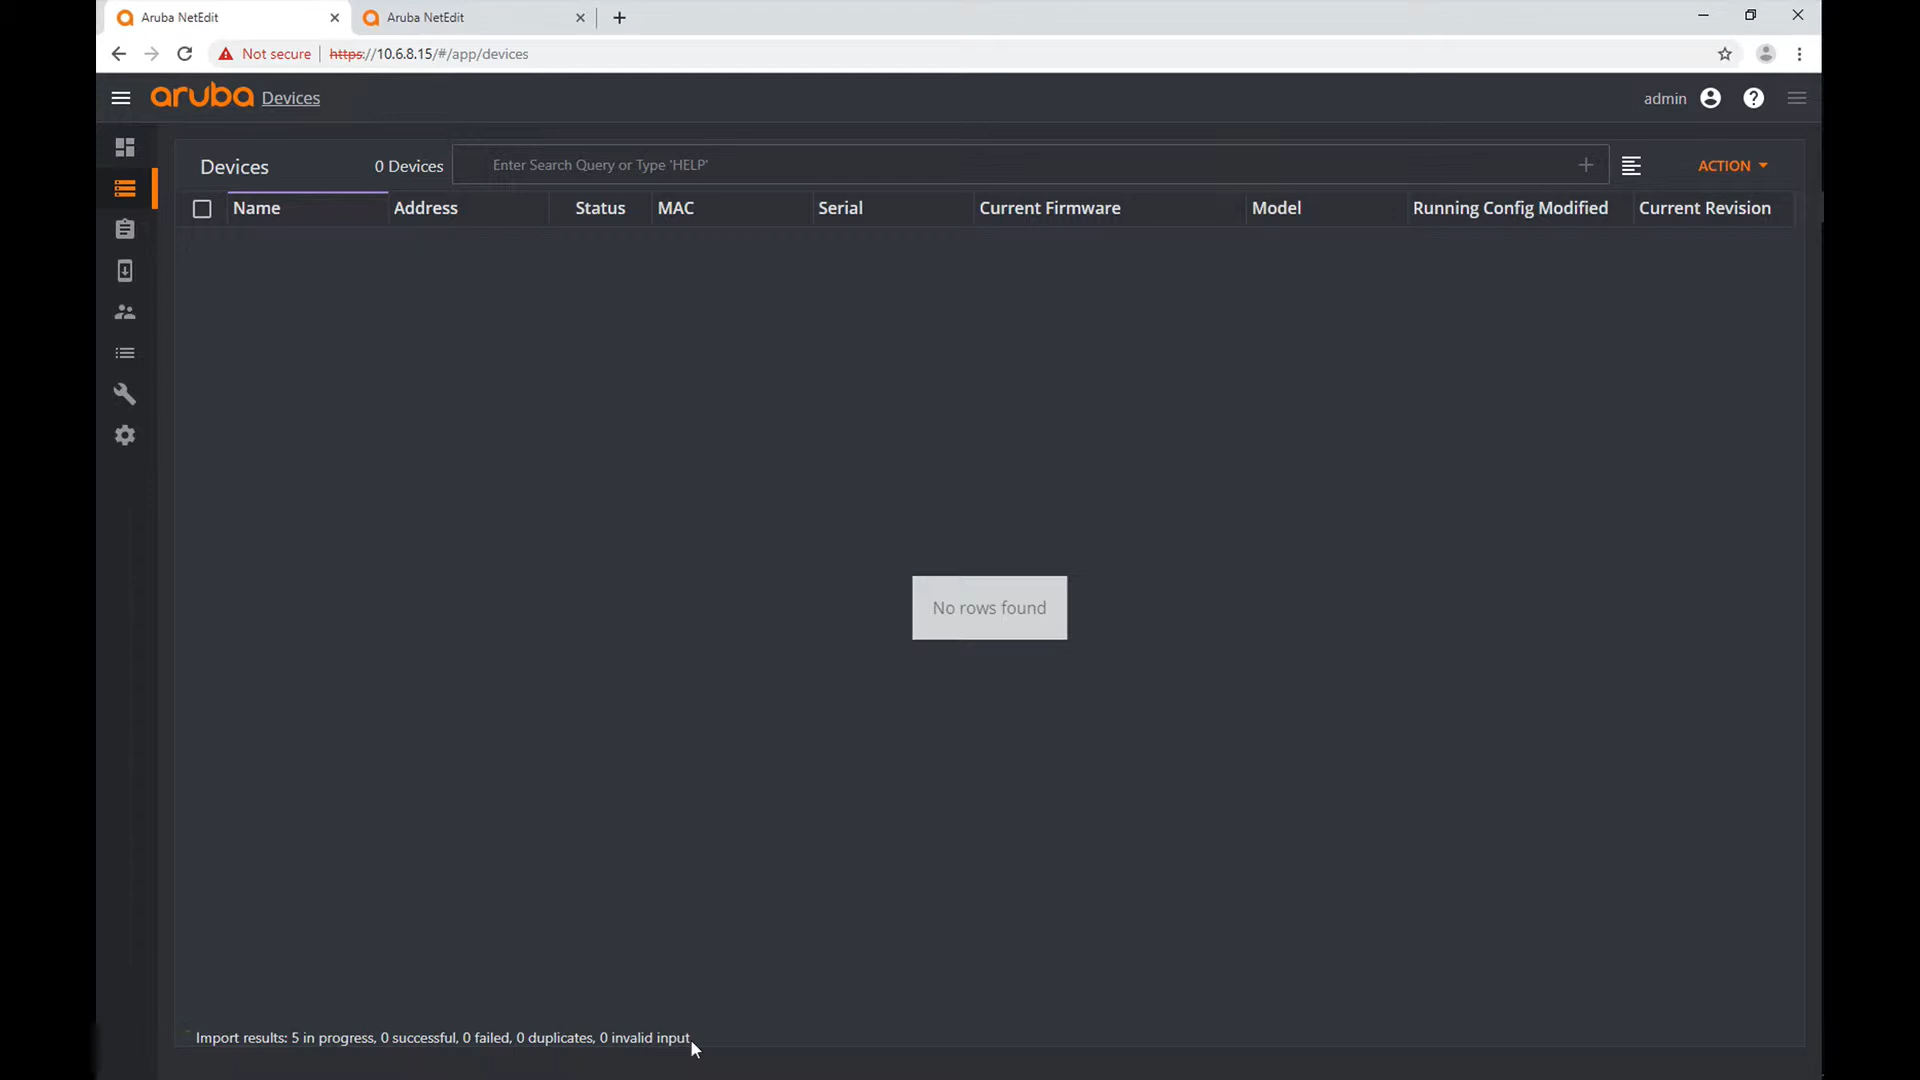 Aruba NetEdit
Aruba NetEdit
Not secure https://10.6.8.15/#/app/devices
aruba Devices
admin
Devices 0 Devices Enter Search Query or Type 'HELP' ACTION
Name Address Status MAC Serial Current Firmware Model Running Config Modified Current Revision
No rows found
Import results: 5 in progress, 0 successful, 0 failed, 0 duplicates, 0 invalid input